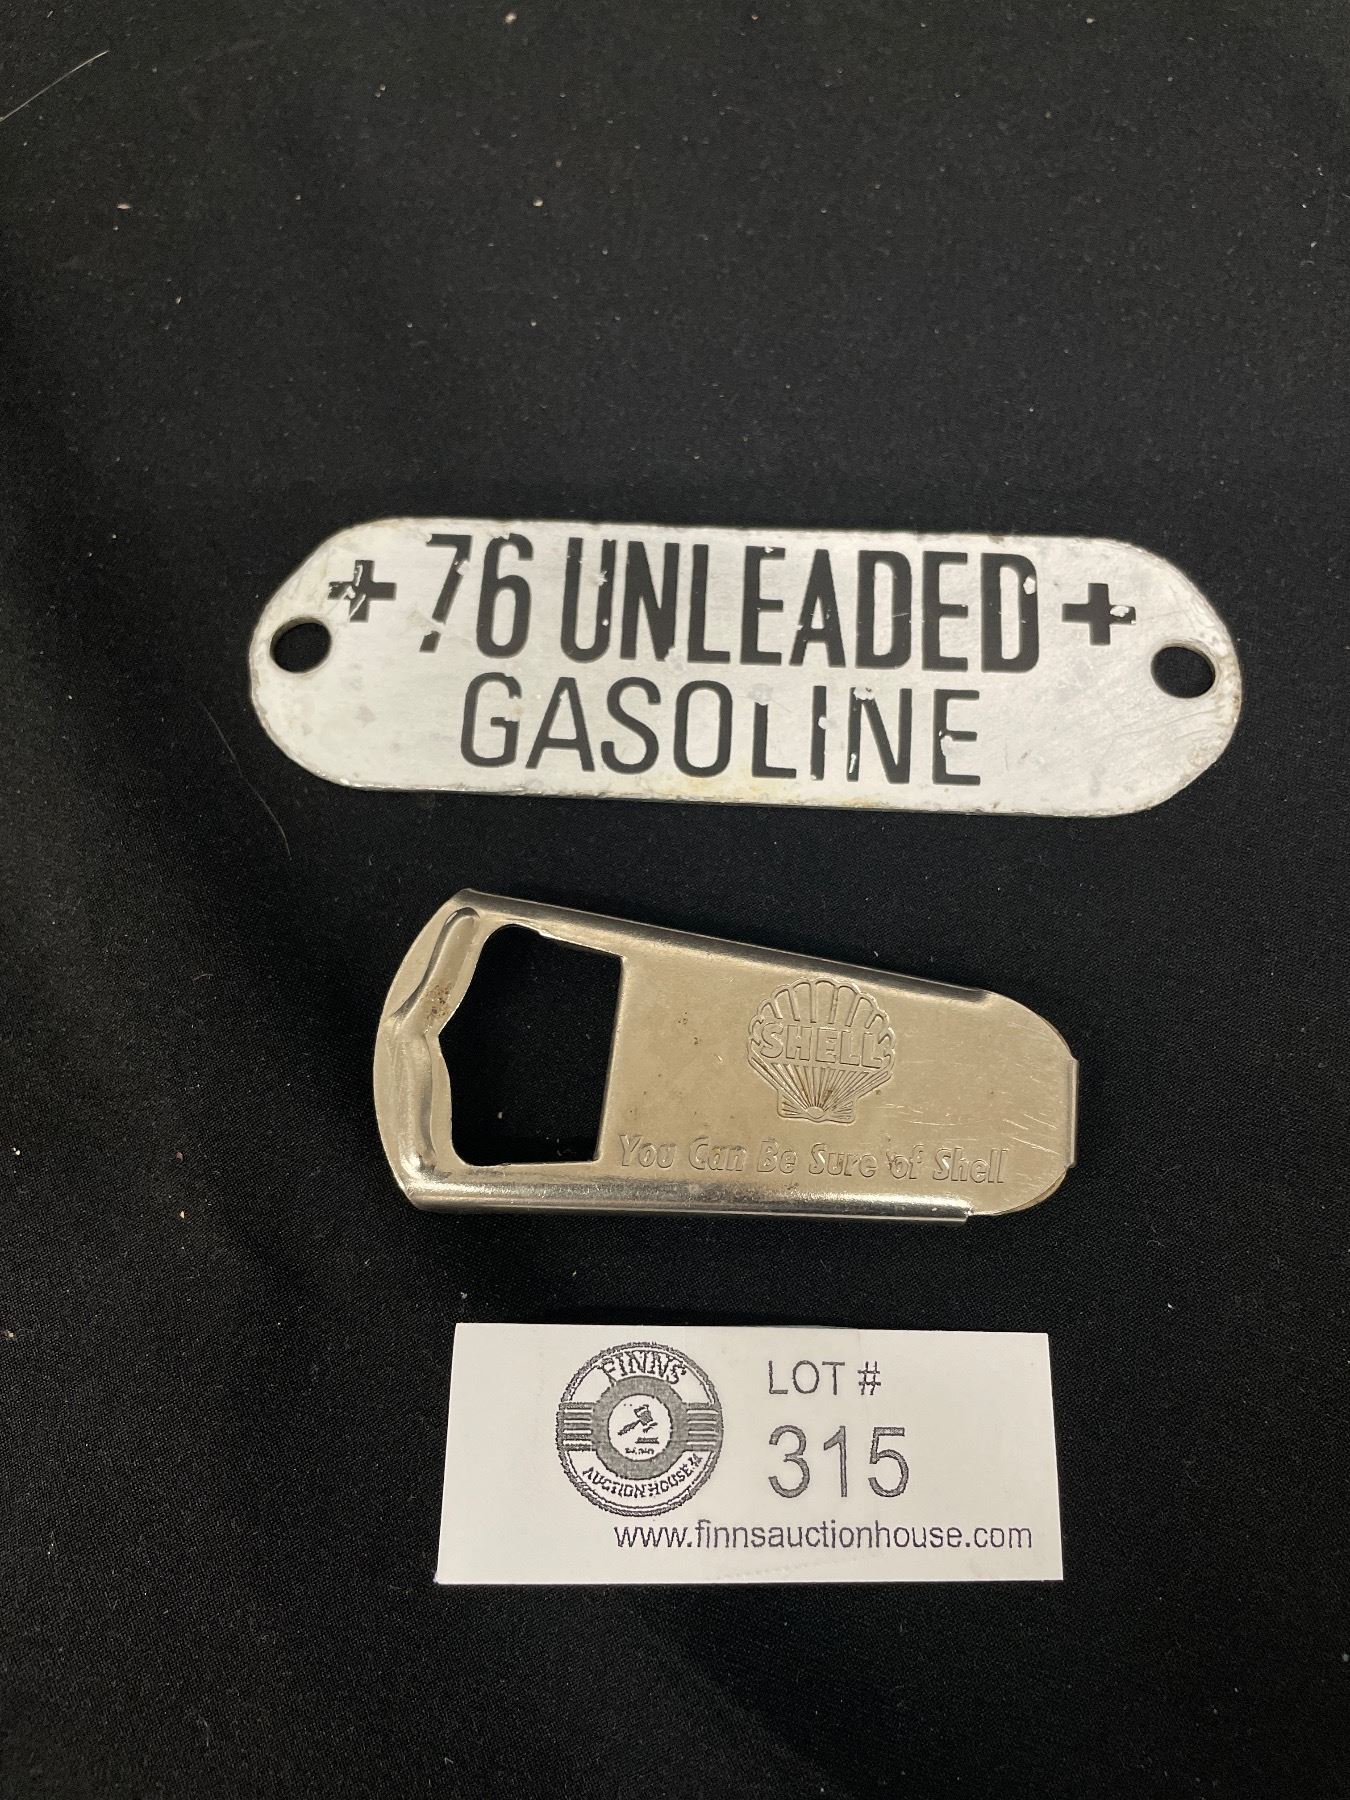 + 76 UNLEADED +
GASOLINE
SHELL
You Can Be Sure of Shell
FINNS'
AUCTION HOUSE
LOT #
315
www.finnsauctionhouse.com